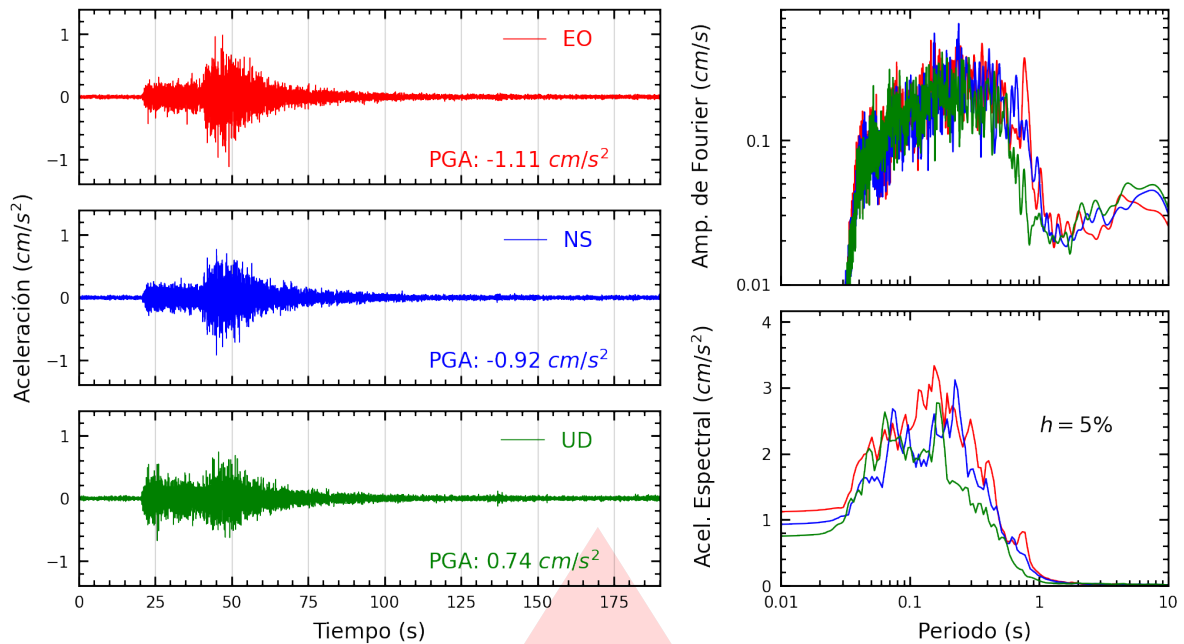 Aceleración (cm/s²)
1
0
−1
EO
PGA: -1.11 cm/s²
1
0
−1
NS
PGA: -0.92 cm/s²
1
0
−1
UD
PGA: 0.74 cm/s²
0 25 50 75 100 125 150 175
Tiempo (s)
Amp. de Fourier (cm/s)
0.1
0.01
Acel. Espectral (cm/s²)
4
3
2
1
0
h = 5%
0.01 0.1 1 10
Periodo (s)